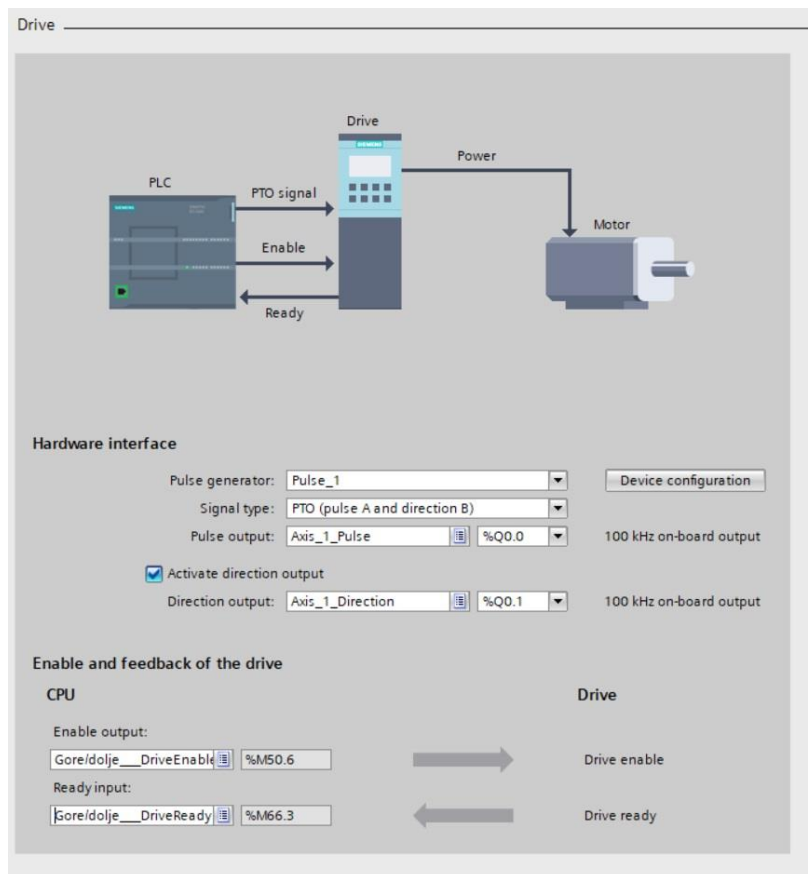 Drive
Drive
Power
PLC
PTO signal
Motor
Enable
Ready
Hardware interface
Pulse generator: Pulse_1 Device configuration
Signal type: PTO (pulse A and direction B)
Pulse output: Axis_1_Pulse %Q0.0 100 kHz on-board output
Activate direction output
Direction output: Axis_1_Direction %Q0.1 100 kHz on-board output
Enable and feedback of the drive
CPU Drive
Enable output:
Gore/dolje___DriveEnable %M50.6 Drive enable
Ready input:
Gore/dolje___DriveReady %M66.3 Drive ready